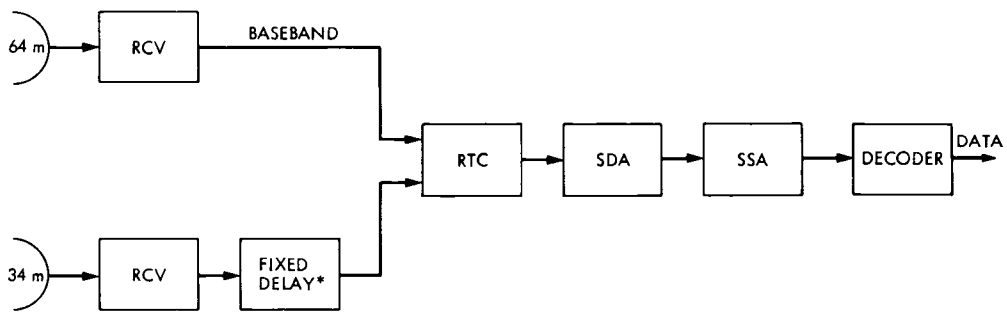 64 m
RCV
BASEBAND
RTC
SDA
SSA
DECODER
DATA
34 m
RCV
FIXED
DELAY*